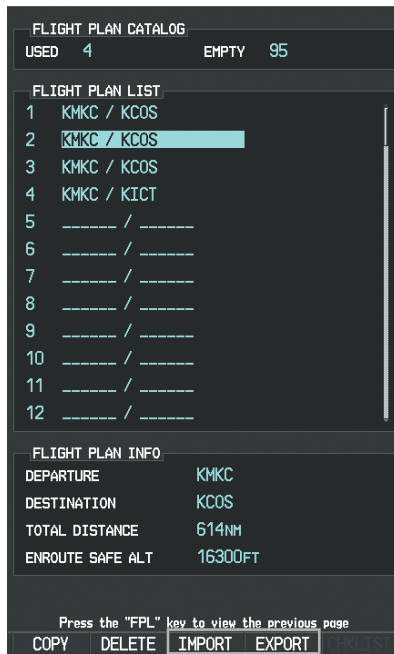 FLIGHT PLAN CATALOG
USED 4 EMPTY 95
FLIGHT PLAN LIST
1 KMKC / KCOS
2 KMKC / KCOS
3 KMKC / KCOS
4 KMKC / KICT
5 ______ / ______
6 ______ / ______
7 ______ / ______
8 ______ / ______
9 ______ / ______
10 ______ / ______
11 ______ / ______
12 ______ / ______
FLIGHT PLAN INFO
DEPARTURE KMKC
DESTINATION KCOS
TOTAL DISTANCE 614NM
ENROUTE SAFE ALT 16300FT
Press the "FPL" key to view the previous page
COPY DELETE IMPORT EXPORT CHKLIST